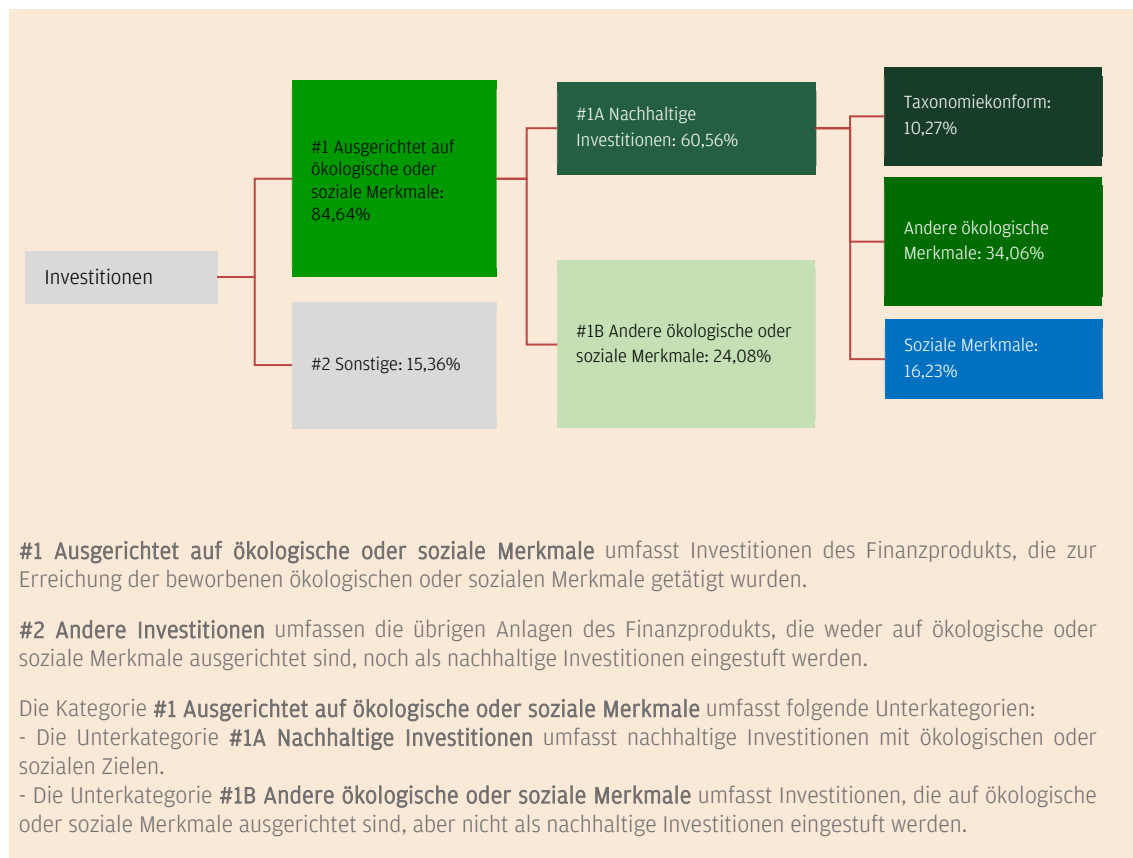 Investitionen
#1 Ausgerichtet auf
ökologische oder
soziale Merkmale:
84,64%
#2 Sonstige: 15,36%
#1A Nachhaltige
Investitionen: 60,56%
#1B Andere ökologische oder
soziale Merkmale: 24,08%
Taxonomiekonform:
10,27%
Andere ökologische
Merkmale: 34,06%
Soziale Merkmale:
16,23%
#1 Ausgerichtet auf ökologische oder soziale Merkmale umfasst Investitionen des Finanzprodukts, die zur
Erreichung der beworbenen ökologischen oder sozialen Merkmale getätigt wurden.
#2 Andere Investitionen umfassen die übrigen Anlagen des Finanzprodukts, die weder auf ökologische oder
soziale Merkmale ausgerichtet sind, noch als nachhaltige Investitionen eingestuft werden.
Die Kategorie #1 Ausgerichtet auf ökologische oder soziale Merkmale umfasst folgende Unterkategorien:
- Die Unterkategorie #1A Nachhaltige Investitionen umfasst nachhaltige Investitionen mit ökologischen oder
sozialen Zielen.
- Die Unterkategorie #1B Andere ökologische oder soziale Merkmale umfasst Investitionen, die auf ökologische
oder soziale Merkmale ausgerichtet sind, aber nicht als nachhaltige Investitionen eingestuft werden.